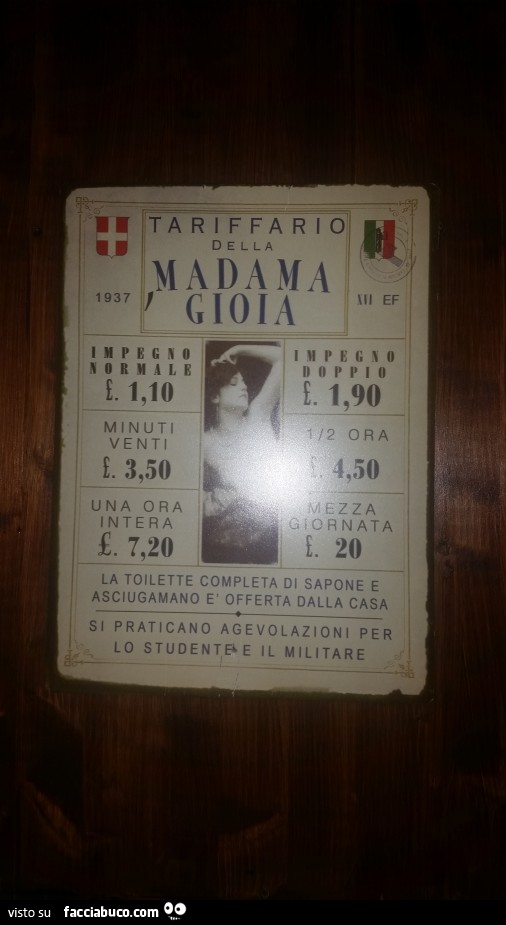 TARIFFARIO
DELLA
MADAMA
GIOIA
1937
XII EF
IMPEGNO
NORMALE
£. 1,10
IMPEGNO
DOPPIO
£. 1,90
MINUTI
VENTI
£. 3,50
1/2 ORA
£. 4,50
UNA ORA
INTERA
£. 7,20
MEZZA
GIORNATA
£. 20
LA TOILETTE COMPLETA DI SAPONE E
ASCIUGAMANO E' OFFERTA DALLA CASA
SI PRATICANO AGEVOLAZIONI PER
LO STUDENTE E IL MILITARE
visto su facciabuco.com